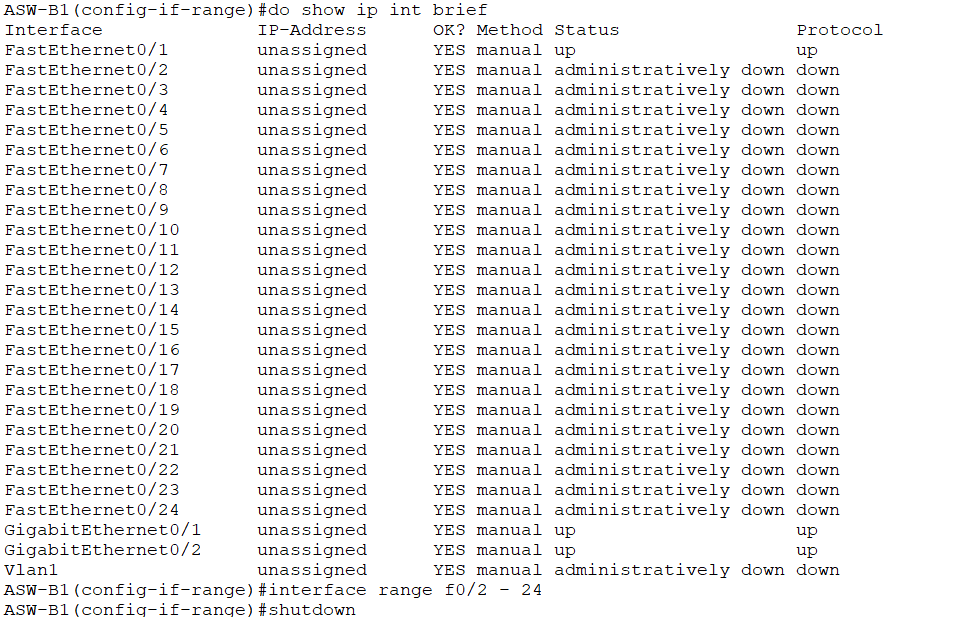 ASW-B1(config-if-range)#do show ip int brief
Interface              IP-Address      OK? Method Status                Protocol
FastEthernet0/1        unassigned      YES manual up                    up
FastEthernet0/2        unassigned      YES manual administratively down down
FastEthernet0/3        unassigned      YES manual administratively down down
FastEthernet0/4        unassigned      YES manual administratively down down
FastEthernet0/5        unassigned      YES manual administratively down down
FastEthernet0/6        unassigned      YES manual administratively down down
FastEthernet0/7        unassigned      YES manual administratively down down
FastEthernet0/8        unassigned      YES manual administratively down down
FastEthernet0/9        unassigned      YES manual administratively down down
FastEthernet0/10       unassigned      YES manual administratively down down
FastEthernet0/11       unassigned      YES manual administratively down down
FastEthernet0/12       unassigned      YES manual administratively down down
FastEthernet0/13       unassigned      YES manual administratively down down
FastEthernet0/14       unassigned      YES manual administratively down down
FastEthernet0/15       unassigned      YES manual administratively down down
FastEthernet0/16       unassigned      YES manual administratively down down
FastEthernet0/17       unassigned      YES manual administratively down down
FastEthernet0/18       unassigned      YES manual administratively down down
FastEthernet0/19       unassigned      YES manual administratively down down
FastEthernet0/20       unassigned      YES manual administratively down down
FastEthernet0/21       unassigned      YES manual administratively down down
FastEthernet0/22       unassigned      YES manual administratively down down
FastEthernet0/23       unassigned      YES manual administratively down down
FastEthernet0/24       unassigned      YES manual administratively down down
GigabitEthernet0/1     unassigned      YES manual up                    up
GigabitEthernet0/2     unassigned      YES manual up                    up
Vlan1                  unassigned      YES manual administratively down down
ASW-B1(config-if-range)#interface range f0/2 - 24
ASW-B1(config-if-range)#shutdown